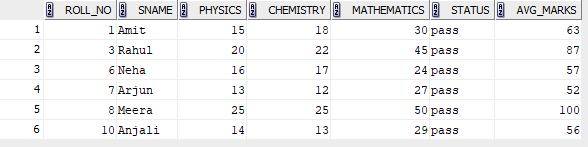 ROLL_NO SNAME PHYSICS CHEMISTRY MATHEMATICS STATUS AVG_MARKS
1 1 Amit 15 18 30 pass 63
2 3 Rahul 20 22 45 pass 87
3 6 Neha 16 17 24 pass 57
4 7 Arjun 13 12 27 pass 52
5 8 Meera 25 25 50 pass 100
6 10 Anjali 14 13 29 pass 56